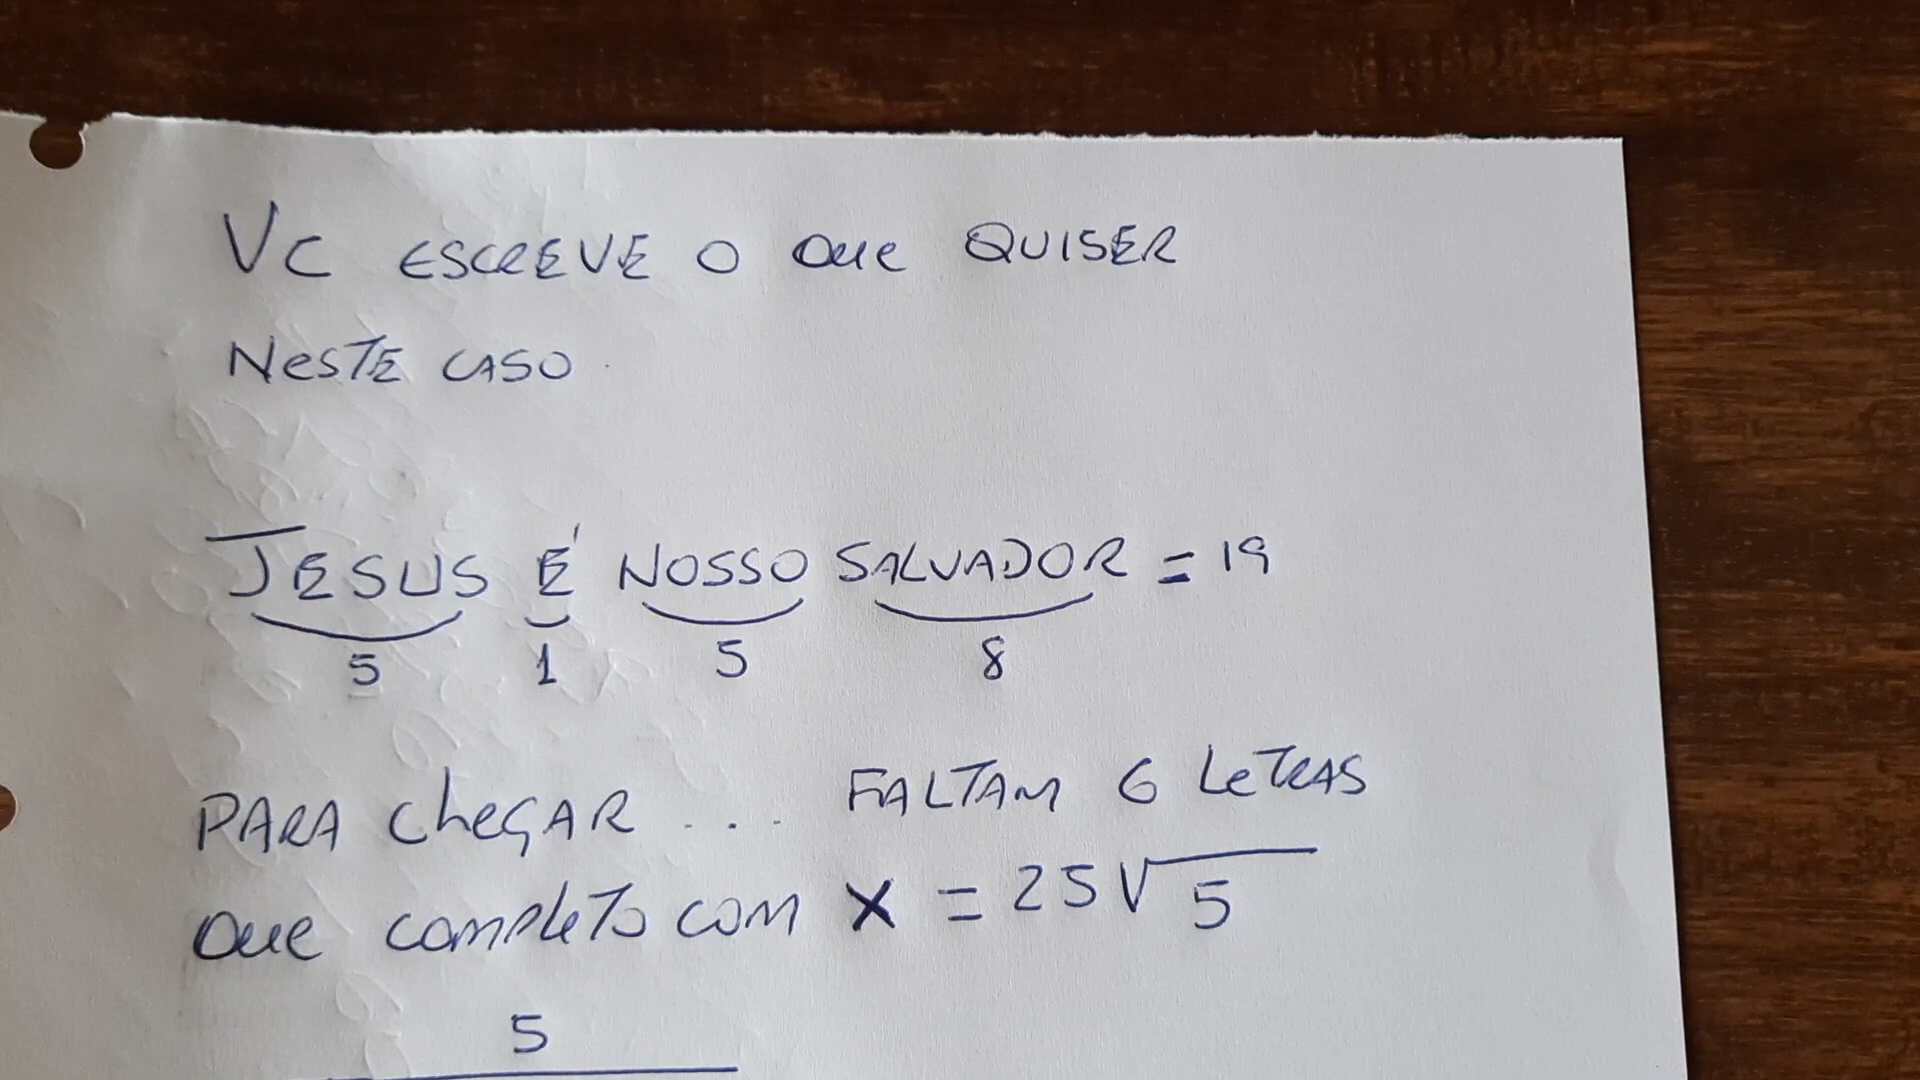 VC ESCREVE O QUE QUISER
NESTE CASO
JESUS É NOSSO SALVADOR = 19
5 1 5 8
PARA CHEGAR ... FALTAM 6 LETRAS
QUE COMPLETO COM X = 25 √5
5